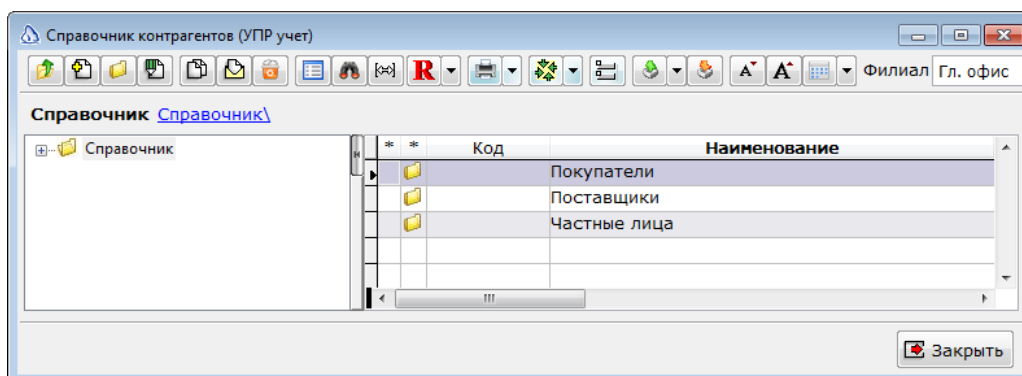 Справочник контрагентов (УПР учет)
R A A Филиал Гл. офис
Справочник Справочник\
Справочник
* * Код Наименование
Покупатели
Поставщики
Частные лица
Закрыть